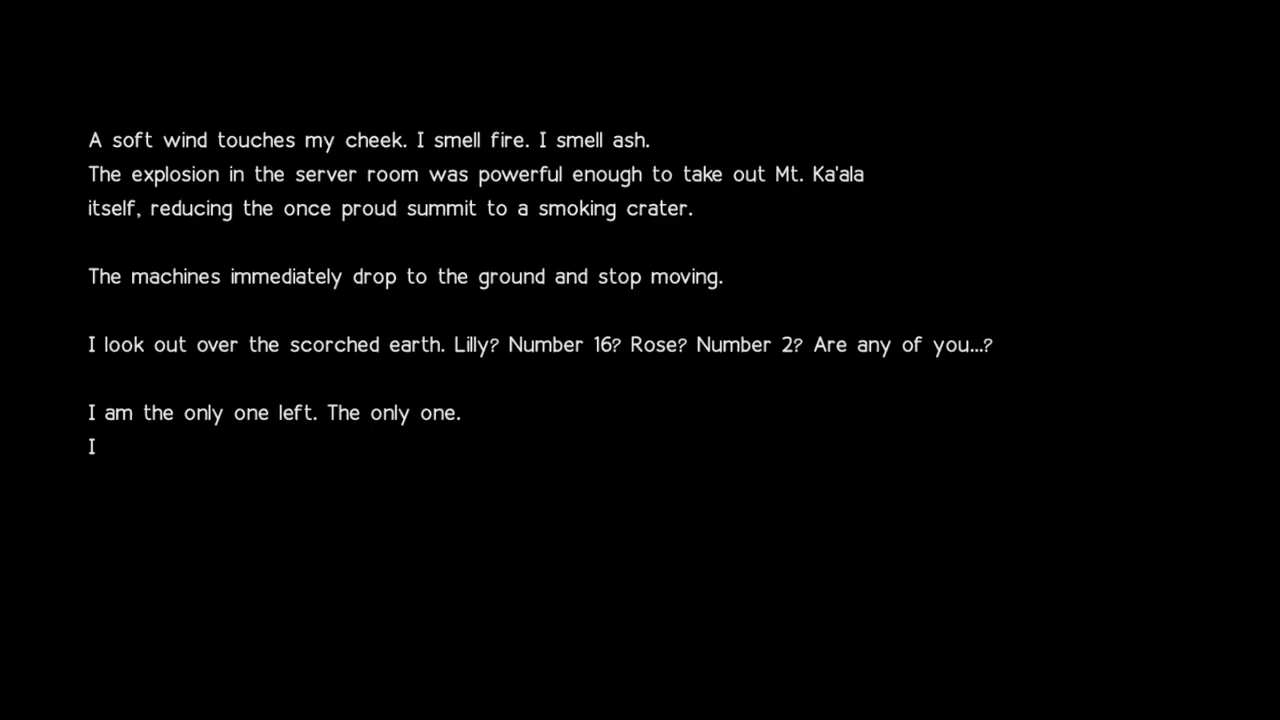 A soft wind touches my cheek. I smell fire. I smell ash.
The explosion in the server room was powerful enough to take out Mt. Ka'ala
itself, reducing the once proud summit to a smoking crater.
The machines immediately drop to the ground and stop moving.
I look out over the scorched earth. Lilly? Number 16? Rose? Number 2? Are any of you...?
I am the only one left. The only one.
I